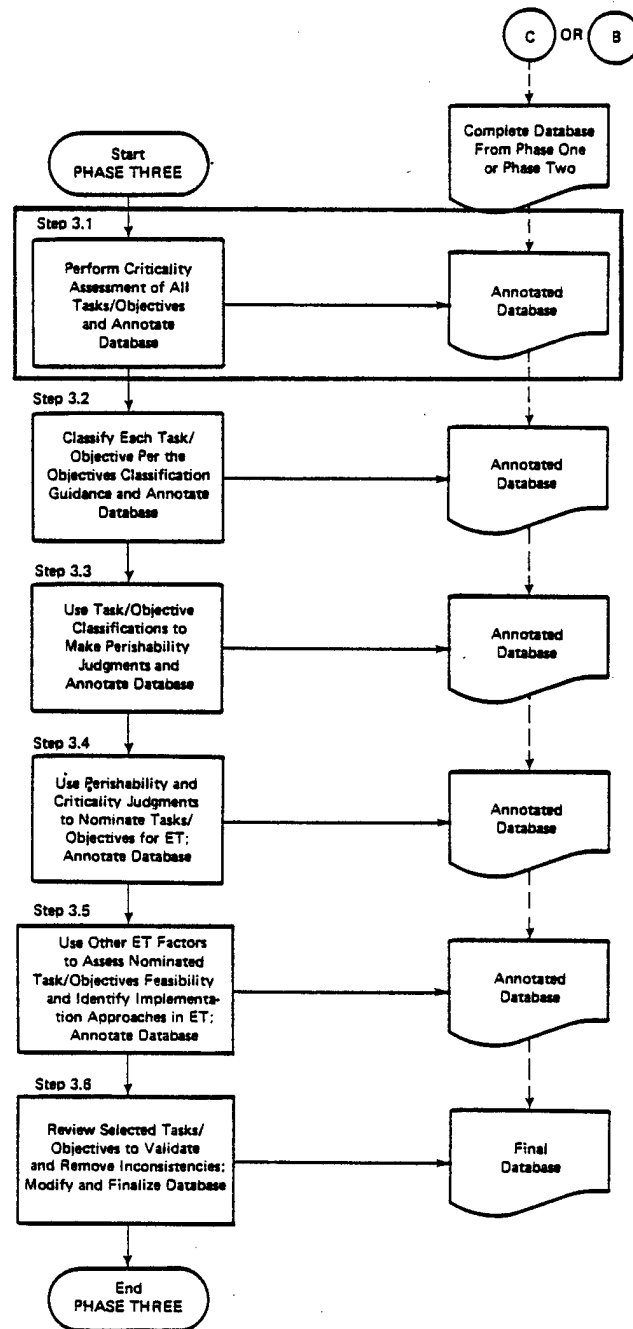 C OR B
Complete Database
From Phase One
or Phase Two
Start
PHASE THREE
Step 3.1
Perform Criticality
Assessment of All
Tasks/Objectives
and Annotate
Database
Annotated
Database
Step 3.2
Classify Each Task/
Objective Per the
Objectives Classification
Guidance and Annotate
Database
Annotated
Database
Step 3.3
Use Task/Objective
Classifications to
Make Perishability
Judgments and
Annotate Database
Annotated
Database
Step 3.4
Use Perishability and
Criticality Judgments
to Nominate Tasks/
Objectives for ET;
Annotate Database
Annotated
Database
Step 3.5
Use Other ET Factors
to Assess Nominated
Task/Objectives Feasibility
and Identify Implementa-
tion Approaches in ET;
Annotate Database
Annotated
Database
Step 3.6
Review Selected Tasks/
Objectives to Validate
and Remove Inconsistencies;
Modify and Finalize Database
Final
Database
End
PHASE THREE